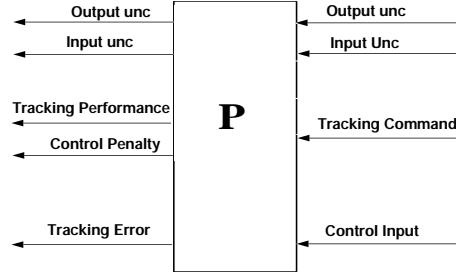 Output unc
Output unc
Input unc
Input Unc
Tracking Performance
P
Tracking Command
Control Penalty
Tracking Error
Control Input